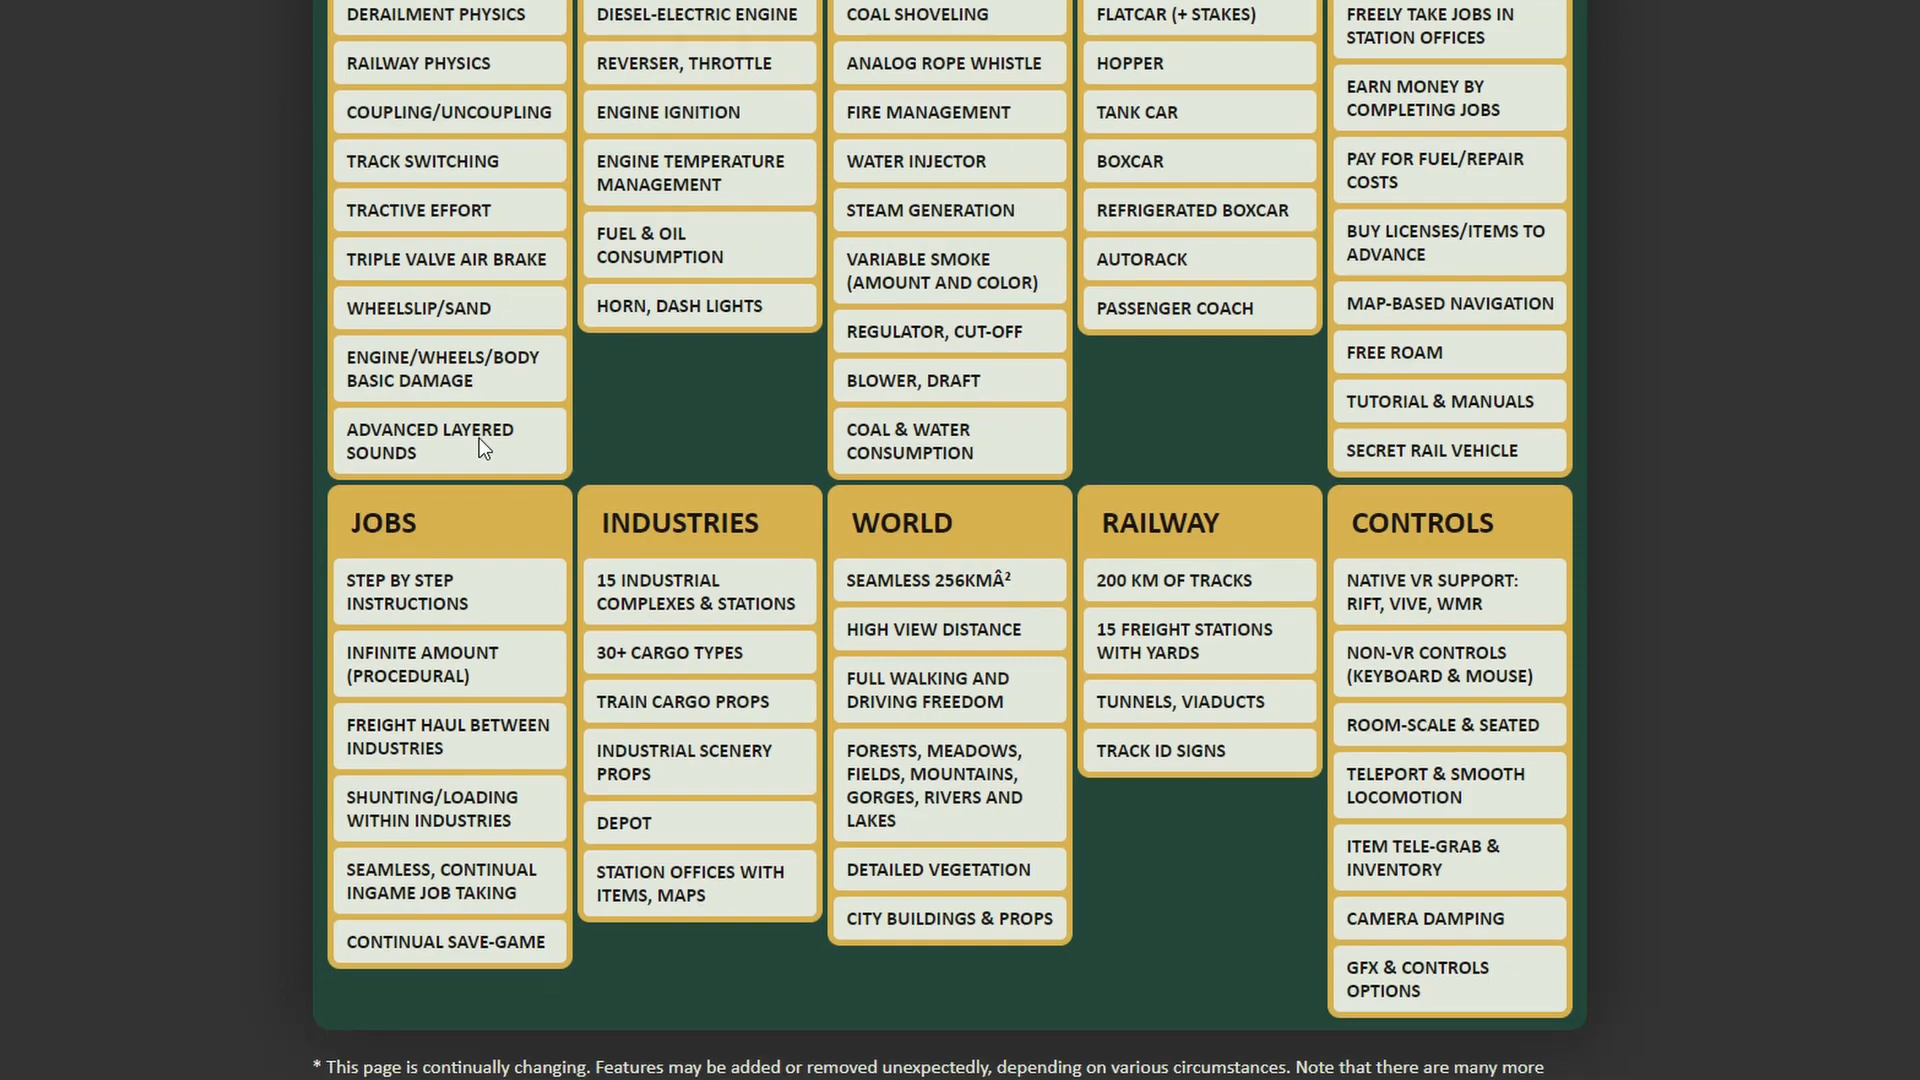 DERAILMENT PHYSICS
RAILWAY PHYSICS
COUPLING/UNCOUPLING
TRACK SWITCHING
TRACTIVE EFFORT
TRIPLE VALVE AIR BRAKE
WHEELSLIP/SAND
ENGINE/WHEELS/BODY
BASIC DAMAGE
ADVANCED LAYERED
SOUNDS
DIESEL-ELECTRIC ENGINE
REVERSER, THROTTLE
ENGINE IGNITION
ENGINE TEMPERATURE
MANAGEMENT
FUEL & OIL
CONSUMPTION
HORN, DASH LIGHTS
COAL SHOVELING
ANALOG ROPE WHISTLE
FIRE MANAGEMENT
WATER INJECTOR
STEAM GENERATION
VARIABLE SMOKE
(AMOUNT AND COLOR)
REGULATOR, CUT-OFF
BLOWER, DRAFT
COAL & WATER
CONSUMPTION
FLATCAR (+ STAKES)
HOPPER
TANK CAR
BOXCAR
REFRIGERATED BOXCAR
AUTORACK
PASSENGER COACH
FREELY TAKE JOBS IN
STATION OFFICES
EARN MONEY BY
COMPLETING JOBS
PAY FOR FUEL/REPAIR
COSTS
BUY LICENSES/ITEMS TO
ADVANCE
MAP-BASED NAVIGATION
FREE ROAM
TUTORIAL & MANUALS
SECRET RAIL VEHICLE
JOBS
STEP BY STEP
INSTRUCTIONS
INFINITE AMOUNT
(PROCEDURAL)
FREIGHT HAUL BETWEEN
INDUSTRIES
SHUNTING/LOADING
WITHIN INDUSTRIES
SEAMLESS, CONTINUAL
INGAME JOB TAKING
CONTINUAL SAVE-GAME
INDUSTRIES
15 INDUSTRIAL
COMPLEXES & STATIONS
30+ CARGO TYPES
TRAIN CARGO PROPS
INDUSTRIAL SCENERY
PROPS
DEPOT
STATION OFFICES WITH
ITEMS, MAPS
WORLD
SEAMLESS 256KMÂ²
HIGH VIEW DISTANCE
FULL WALKING AND
DRIVING FREEDOM
FORESTS, MEADOWS,
FIELDS, MOUNTAINS,
GORGES, RIVERS AND
LAKES
DETAILED VEGETATION
CITY BUILDINGS & PROPS
RAILWAY
200 KM OF TRACKS
15 FREIGHT STATIONS
WITH YARDS
TUNNELS, VIADUCTS
TRACK ID SIGNS
CONTROLS
NATIVE VR SUPPORT:
RIFT, VIVE, WMR
NON-VR CONTROLS
(KEYBOARD & MOUSE)
ROOM-SCALE & SEATED
TELEPORT & SMOOTH
LOCOMOTION
ITEM TELE-GRAB &
INVENTORY
CAMERA DAMPING
GFX & CONTROLS
OPTIONS
* This page is continually changing. Features may be added or removed unexpectedly, depending on various circumstances. Note that there are many more